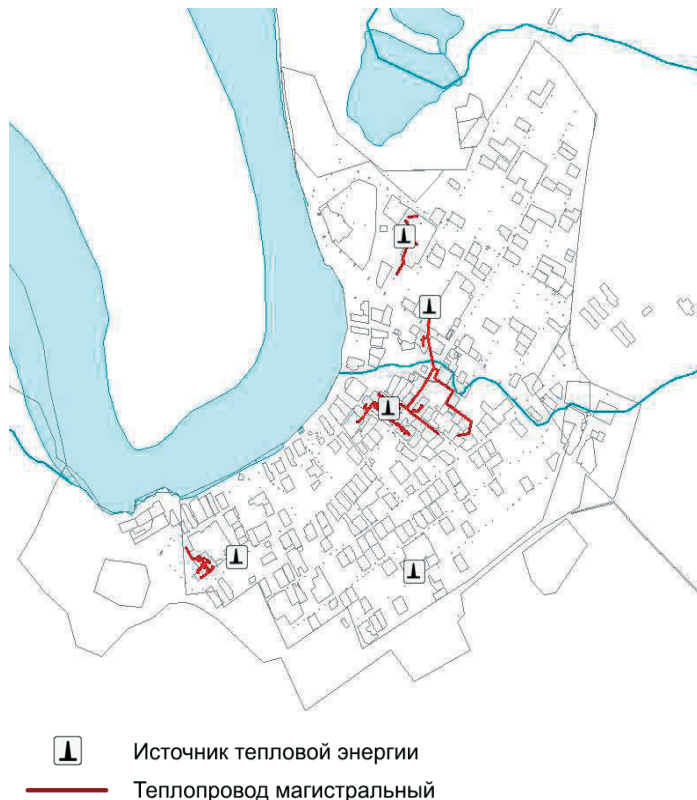 Источник тепловой энергии
Теплопровод магистральный